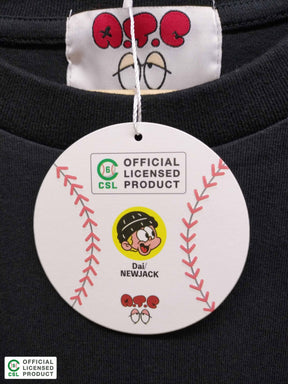 A.T.C
OFFICIAL
LICENSED
PRODUCT
CSL
Dai/
NEWJACK
A.T.C
OFFICIAL
LICENSED
PRODUCT
CSL